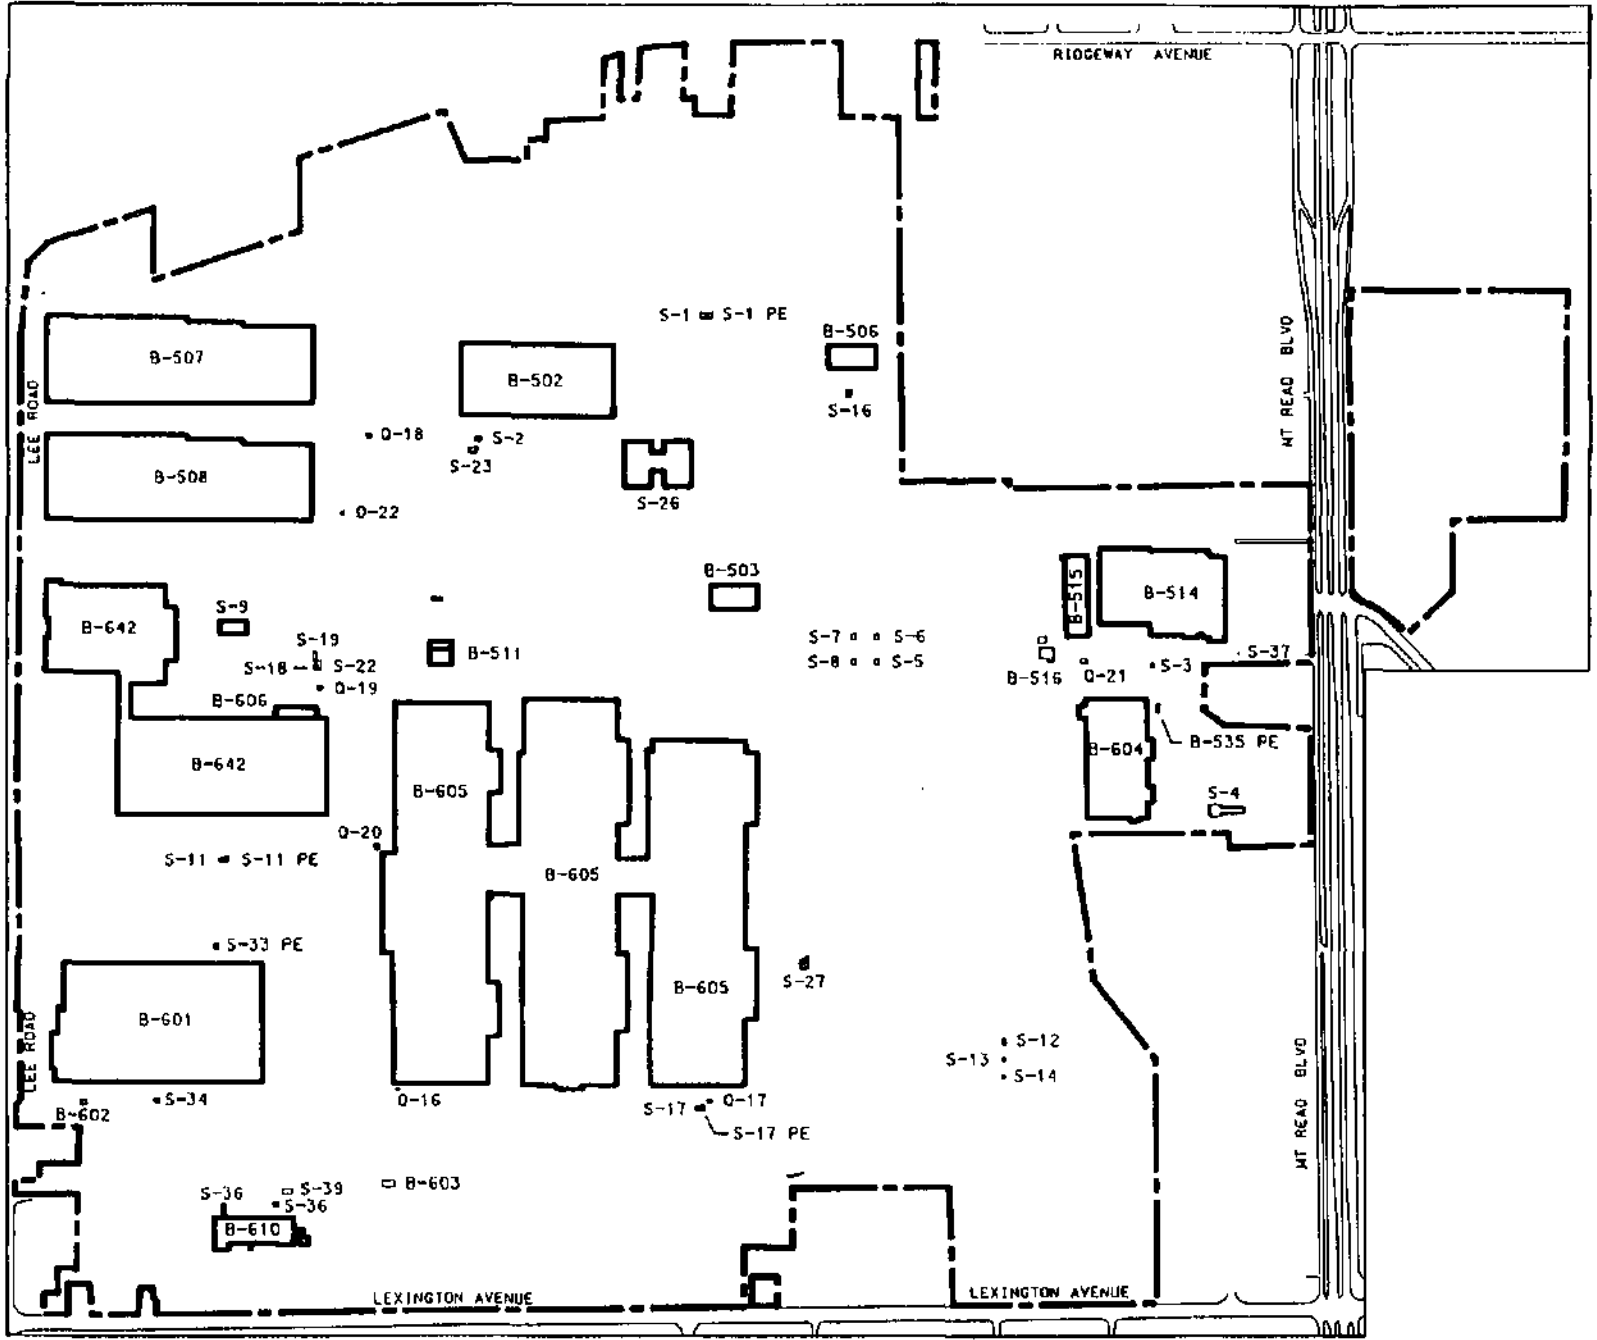 RIDGEWAY AVENUE
S-1
S-1 PE
B-506
B-507
B-502
MT READ BLVD
LEE ROAD
S-16
Q-18
S-2
S-23
B-508
S-26
Q-22
B-503
B-515
B-514
S-9
B-642
S-19
S-7
S-6
B-511
S-18
S-22
S-8
S-5
S-37
S-3
B-516
Q-21
Q-19
B-606
B-535 PE
B-604
B-642
B-605
S-4
Q-20
S-11
S-11 PE
B-605
S-33 PE
S-27
B-605
B-601
LEE ROAD
S-12
S-13
S-14
MT READ BLVD
Q-16
S-34
B-602
S-17
Q-17
S-17 PE
B-603
S-36
S-39
S-36
B-610
LEXINGTON AVENUE
LEXINGTON AVENUE